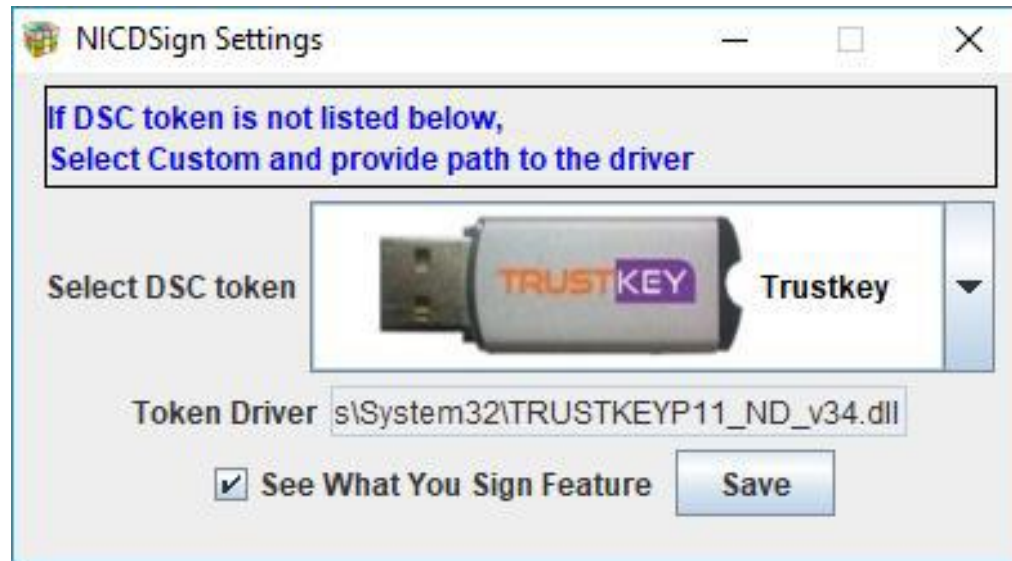 NICDSign Settings
If DSC token is not listed below,
Select Custom and provide path to the driver
Select DSC token
TRUSTKEY
Trustkey
Token Driver
s\System32\TRUSTKEYP11_ND_v34.dll
See What You Sign Feature
Save